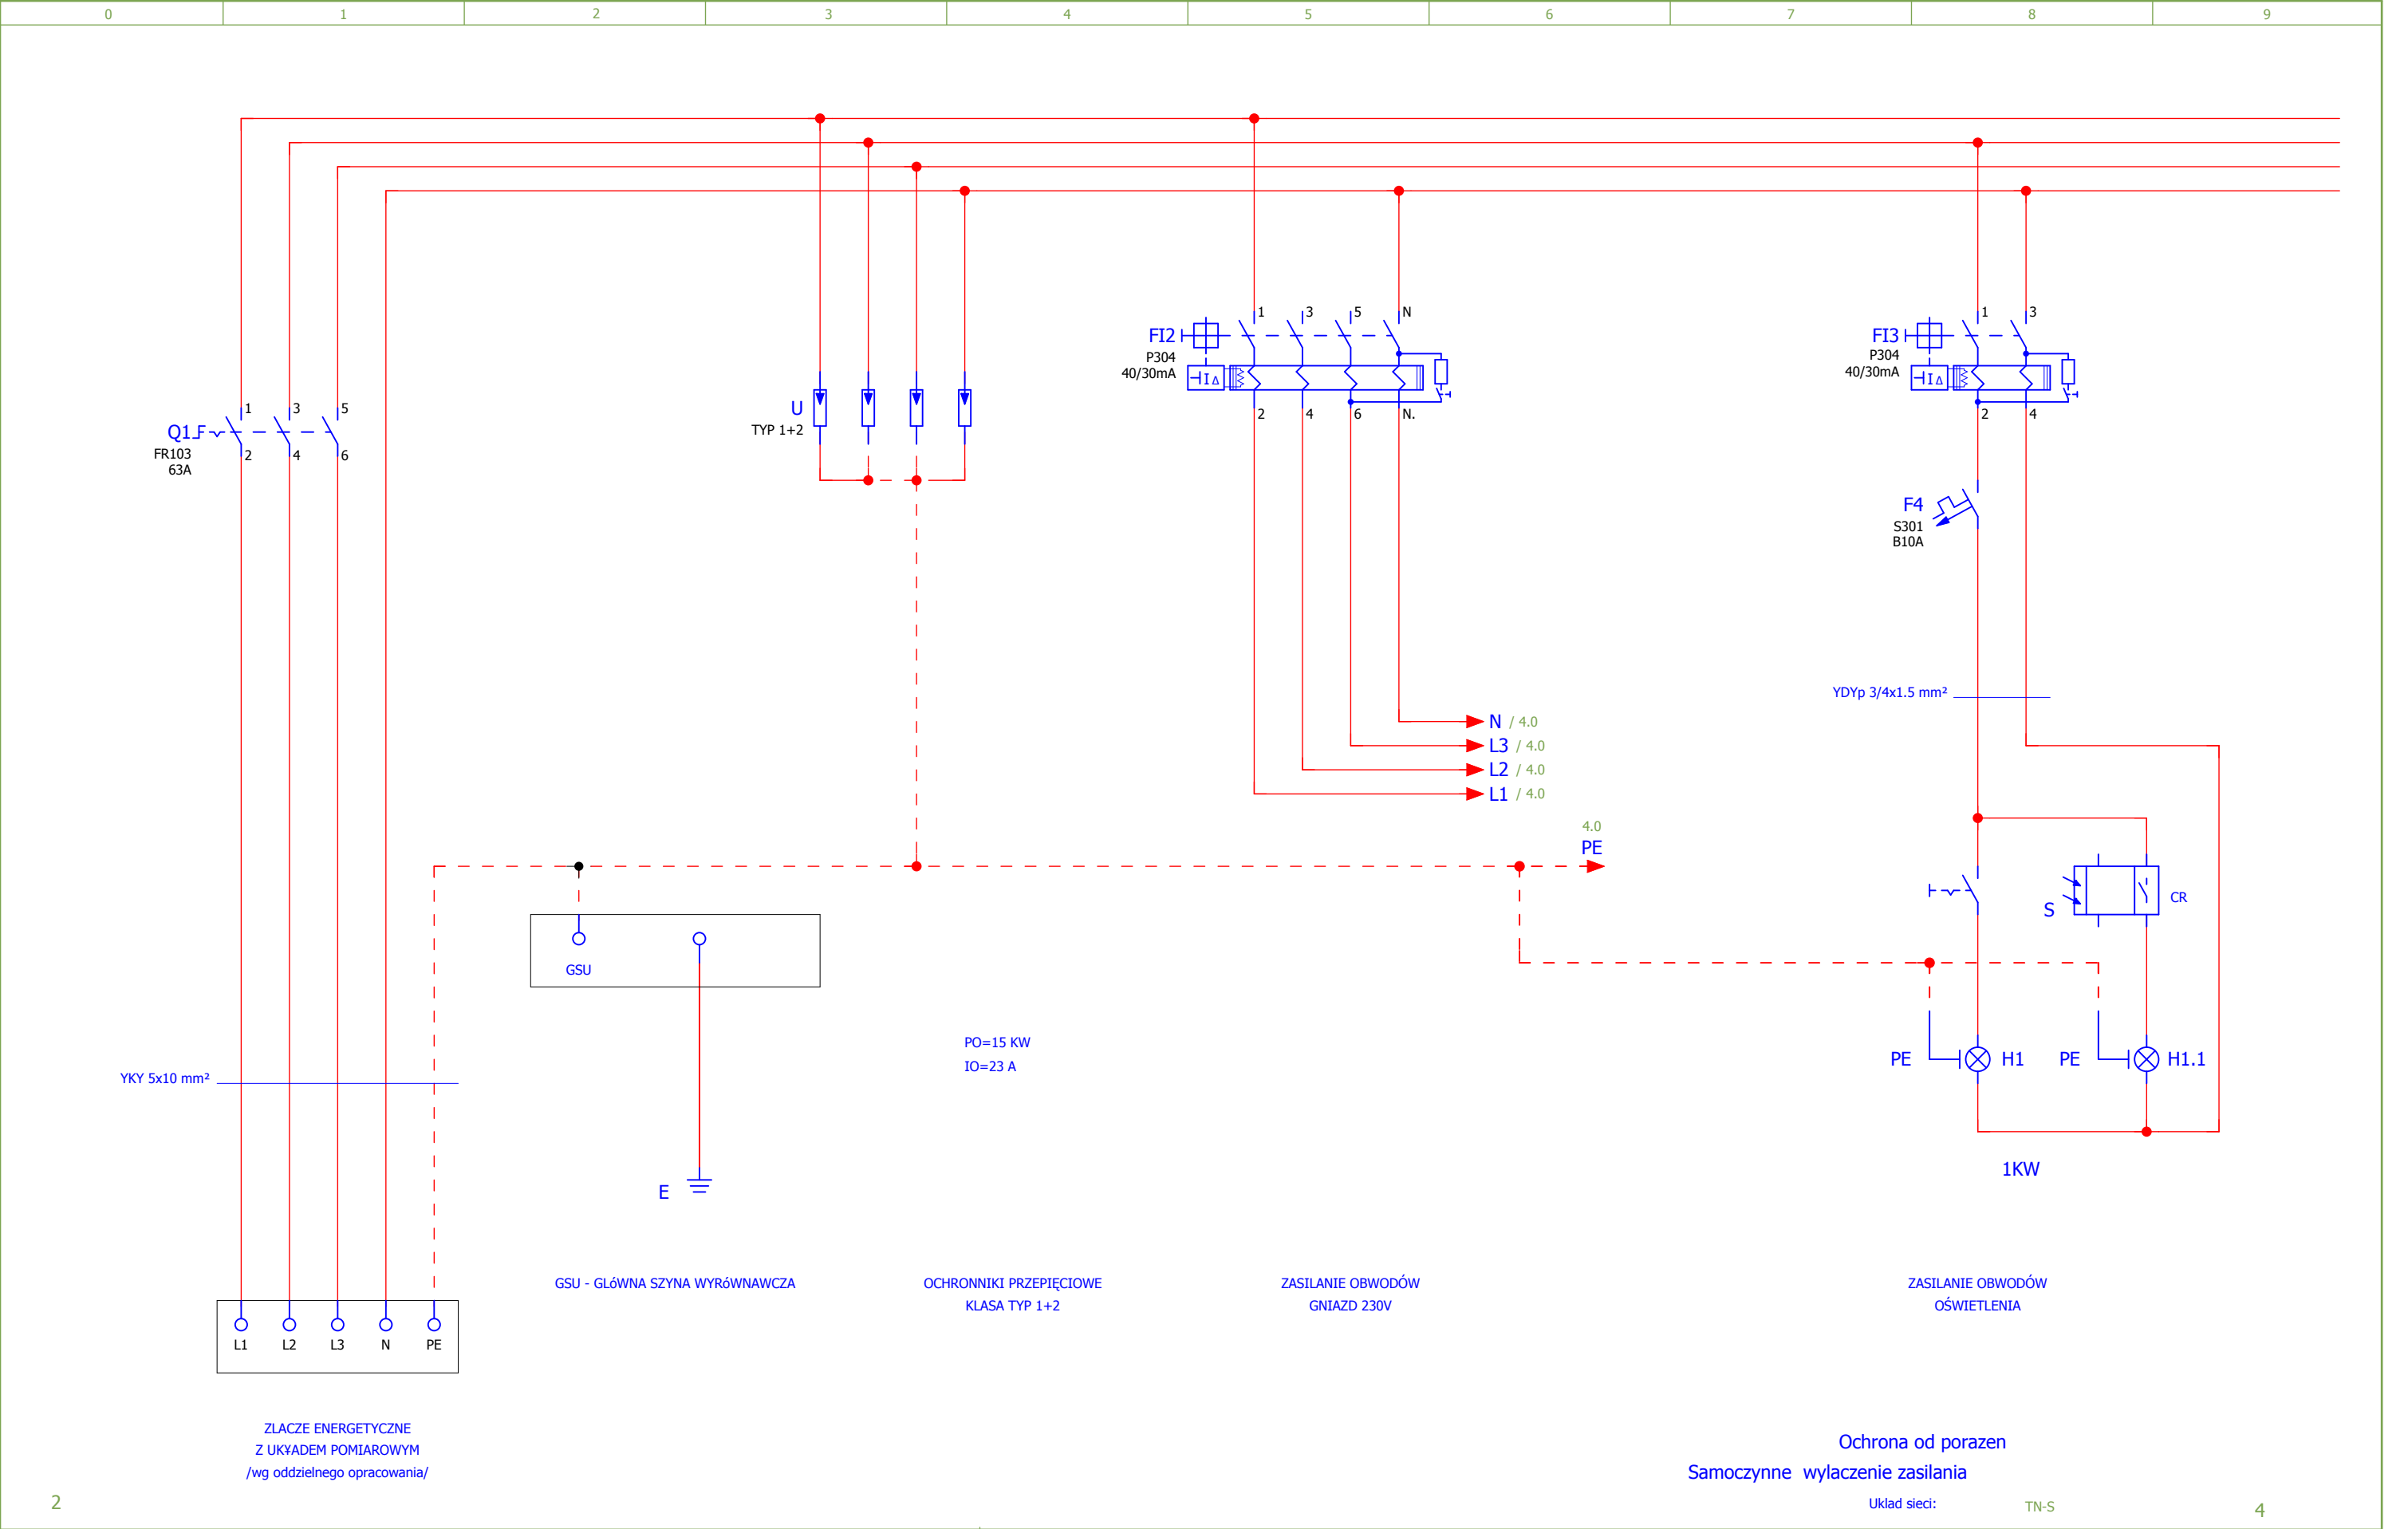 0 1 2 3 4 5 6 7 8 9
1 3 5 N
FI2
P304
40/30mA
I Δ
2 4 6 N.
1 3
FI3
P304
40/30mA
I Δ
2 4
1 3 5
Q1
FR103
63A
2 4 6
U
TYP 1+2
F4
S301
B10A
YDYp 3/4x1.5 mm²
N / 4.0
L3 / 4.0
L2 / 4.0
L1 / 4.0
4.0
PE
S
CR
GSU
PO=15 KW
IO=23 A
PE H1 PE H1.1
YKY 5x10 mm²
E
1KW
GSU - GLóWNA SZYNA WYRóWNAWCZA
OCHRONNIKI PRZEPIĘCIOWE
KLASA TYP 1+2
ZASILANIE OBWODÓW
GNIAZD 230V
ZASILANIE OBWODÓW
OŚWIETLENIA
L1 L2 L3 N PE
ZLACZE ENERGETYCZNE
Z UK¥ADEM POMIAROWYM
/wg oddzielnego opracowania/
Ochrona od porazen
Samoczynne wylaczenie zasilania
Uklad sieci: TN-S
2
4